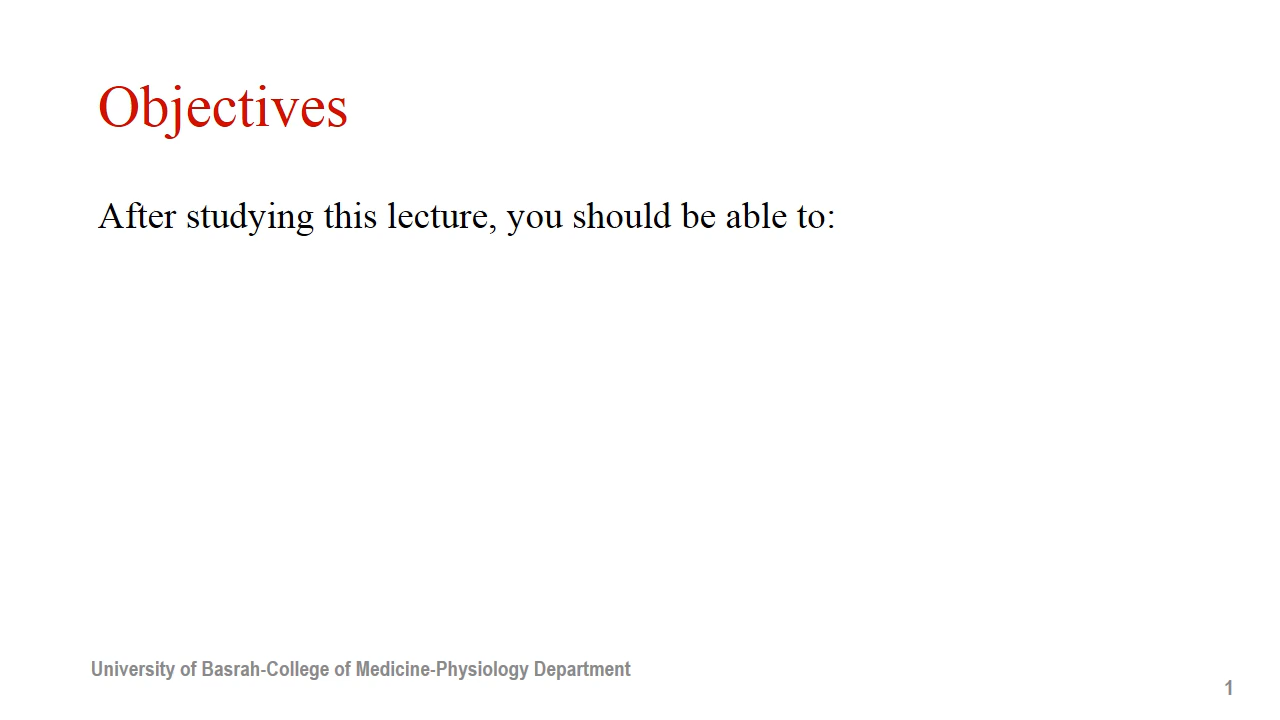 Objectives
After studying this lecture, you should be able to:
University of Basrah-College of Medicine-Physiology Department
1